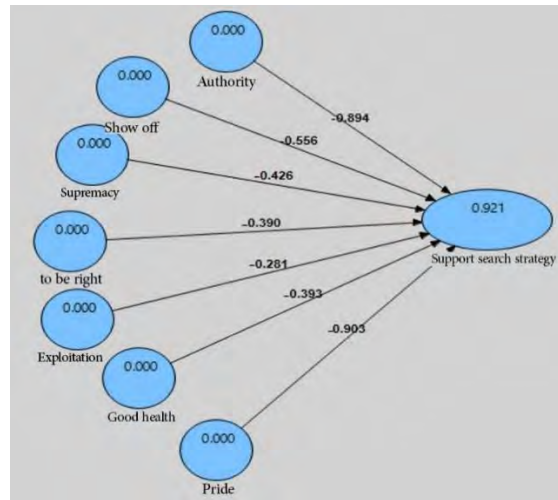 0.000
Authority
0.000
Show off
-0.894
-0.556
0.000
Supremacy
-0.426
0.921
Support search strategy
0.000
to be right
-0.390
0.000
Exploitation
-0.281
0.000
Good health
-0.393
-0.903
0.000
Pride